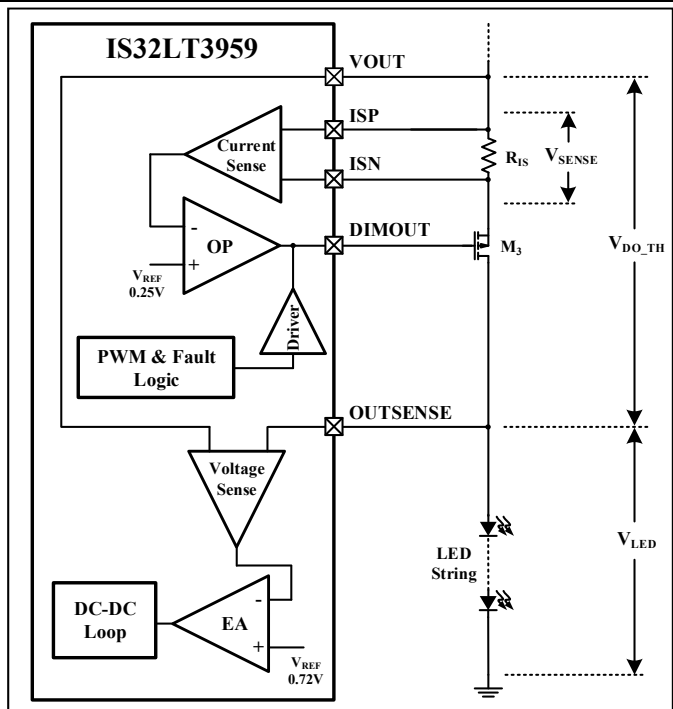 IS32LT3959
VOUT
ISP
Current
Sense
ISN
R_IS
V_SENSE
-
OP
+
V_REF
0.25V
DIMOUT
M_3
V_DO_TH
Driver
PWM & Fault
Logic
OUTSENSE
Voltage
Sense
LED
String
V_LED
DC-DC
Loop
-
EA
+
V_REF
0.72V